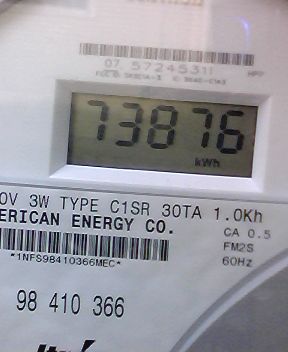 07 57245311
73876
kWh
0V 3W TYPE C1SR 30TA 1.0Kh
ERICAN ENERGY CO.
CA 0.5
FM2S
*1NFS98410366MEC*
60Hz
98 410 366